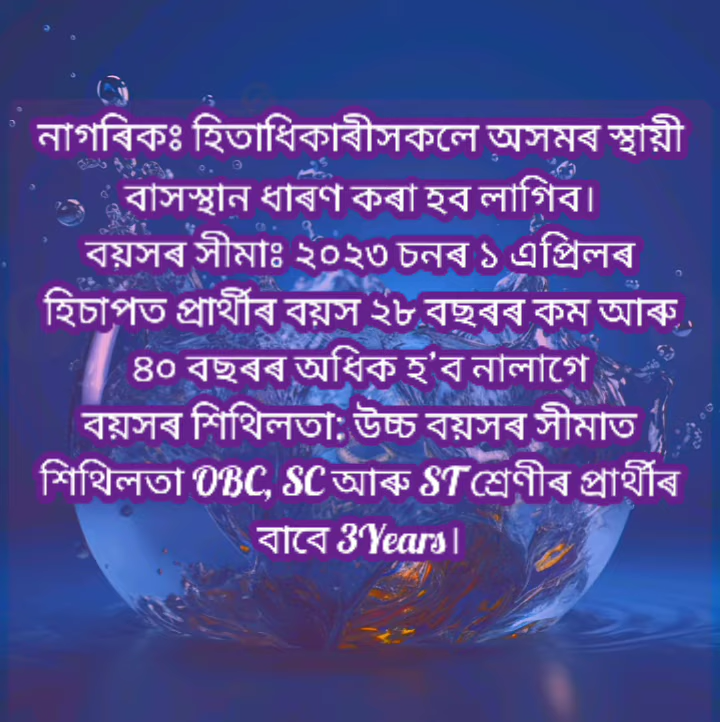 নাগৰিকঃ হিতাধিকাৰীসকলে অসমৰ স্থায়ী
বাসস্থান ধাৰণ কৰা হব লাগিব।
বয়সৰ সীমাঃ ২০২৩ চনৰ ১ এপ্ৰিলৰ
হিচাপত প্ৰাৰ্থীৰ বয়স ২৮ বছৰৰ কম আৰু
৪০ বছৰৰ অধিক হ'ব নালাগে
বয়সৰ শিথিলতা: উচ্চ বয়সৰ সীমাত
শিথিলতা OBC, SC আৰু ST শ্ৰেণীৰ প্ৰাৰ্থীৰ
বাবে 3Years।